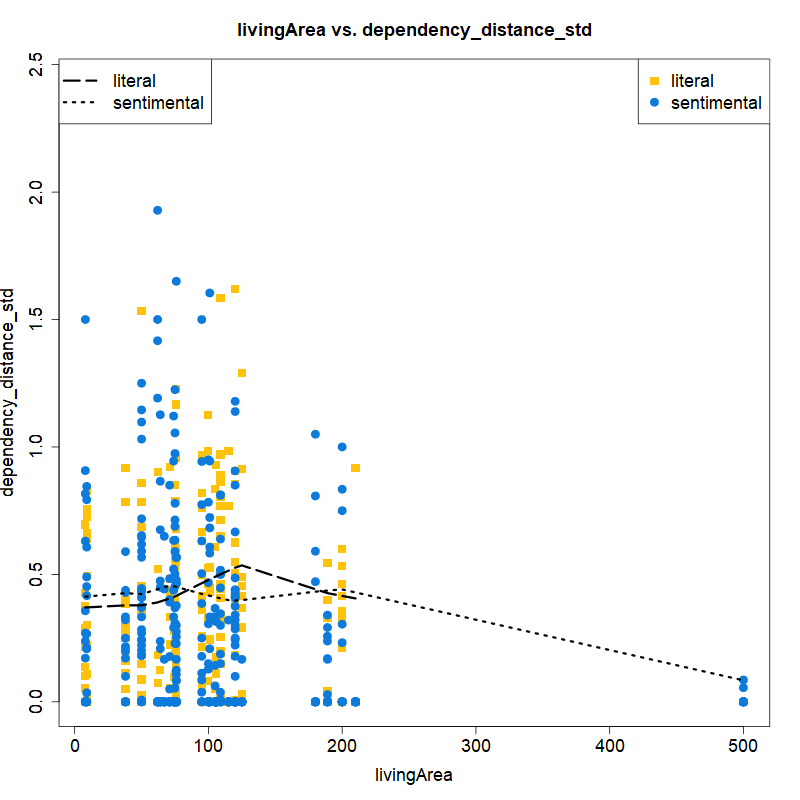 livingArea vs. dependency_distance_std
literal
sentimental
literal
sentimental
dependency_distance_std
2.5
2.0
1.5
1.0
0.5
0.0
0
100
200
300
400
500
livingArea